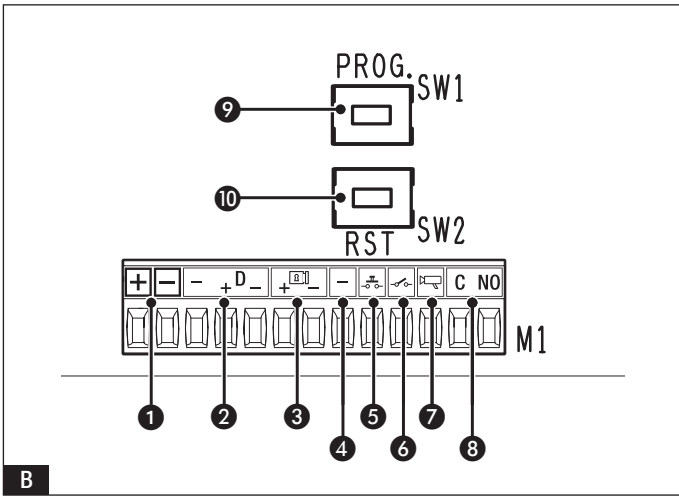 PROG.
SW1
9
10
SW2
RST
+ − − + D − + − − C NO
M1
1 2 3 4 5 6 7 8
B